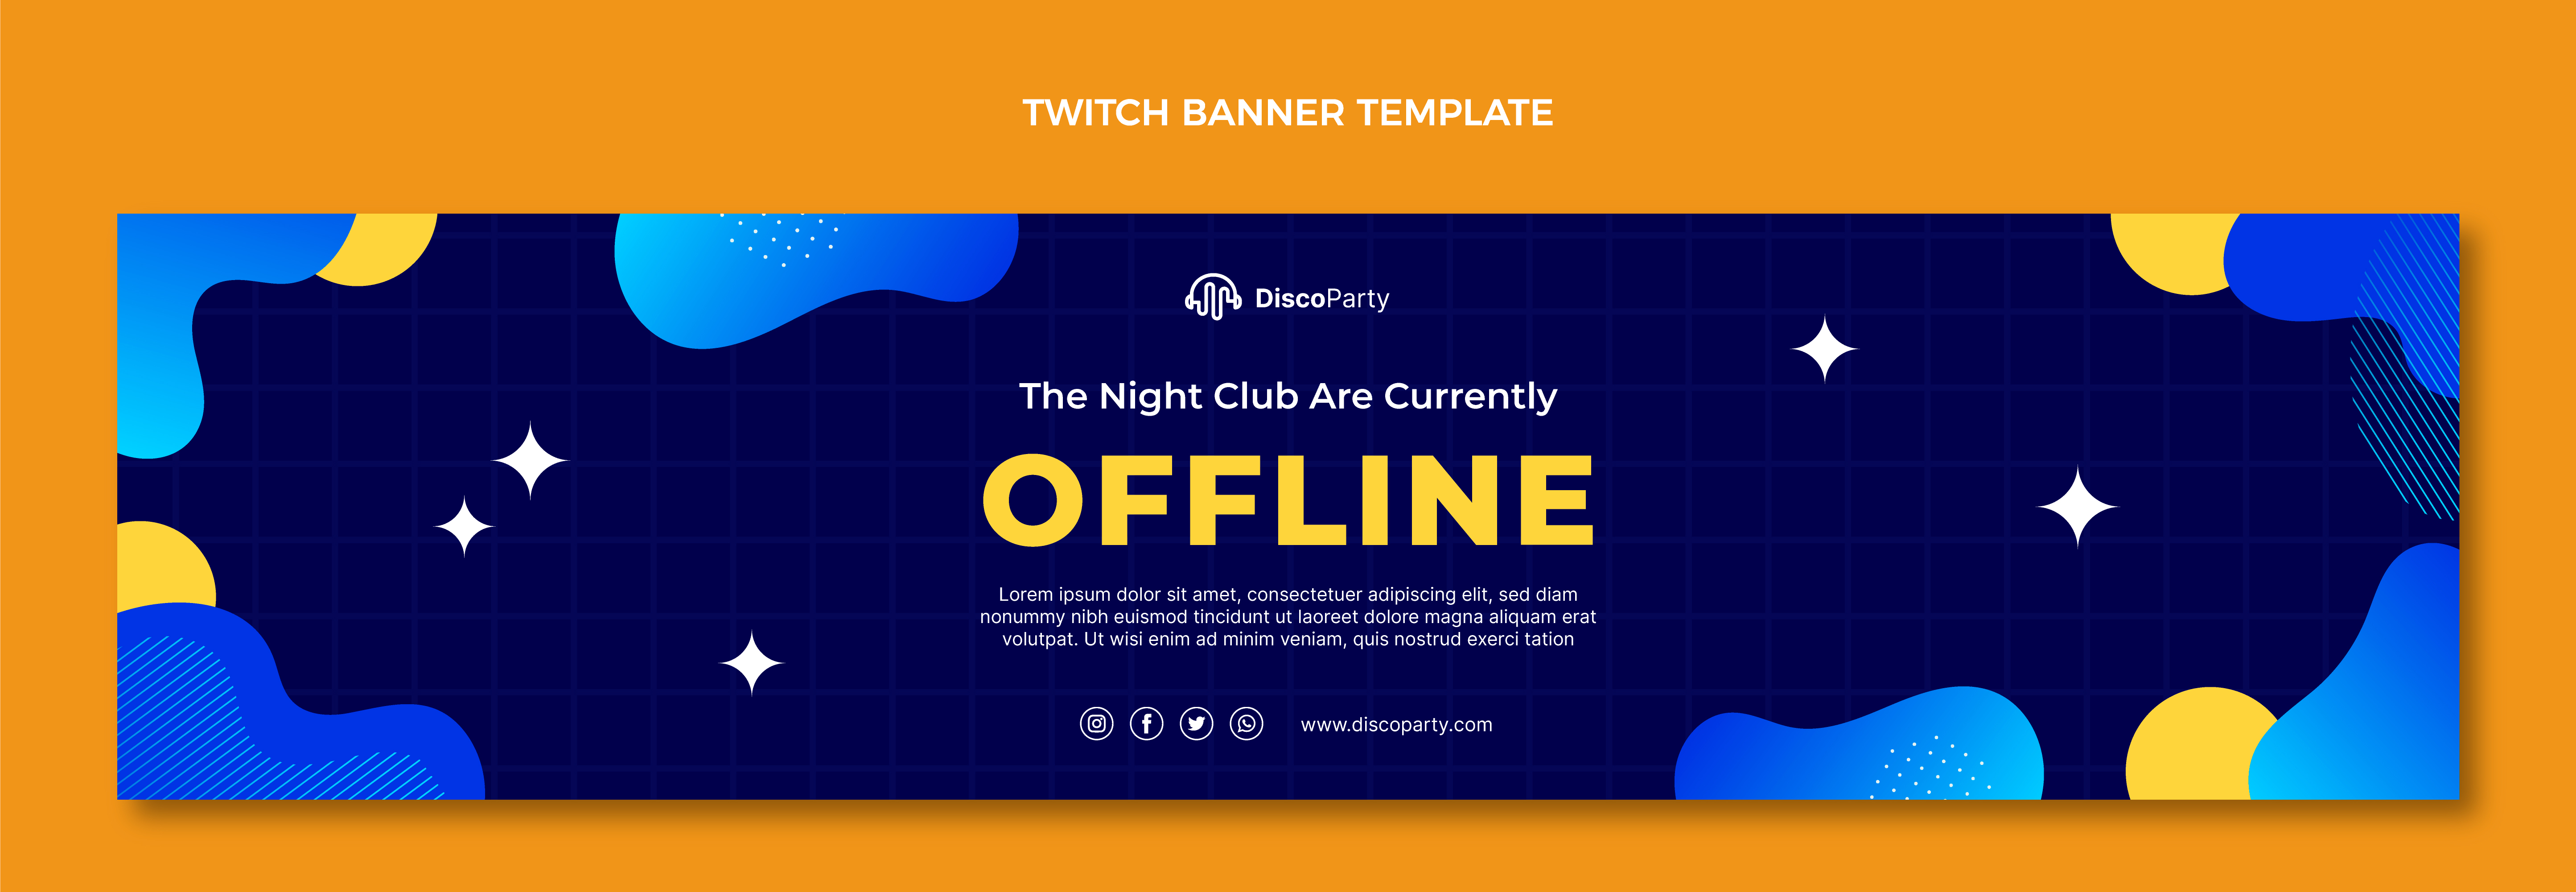 TWITCH BANNER TEMPLATE
DiscoParty
The Night Club Are Currently
OFFLINE
Lorem ipsum dolor sit amet, consectetuer adipiscing elit, sed diam
nonummy nibh euismod tincidunt ut laoreet dolore magna aliquam erat
volutpat. Ut wisi enim ad minim veniam, quis nostrud exerci tation
www.discoparty.com